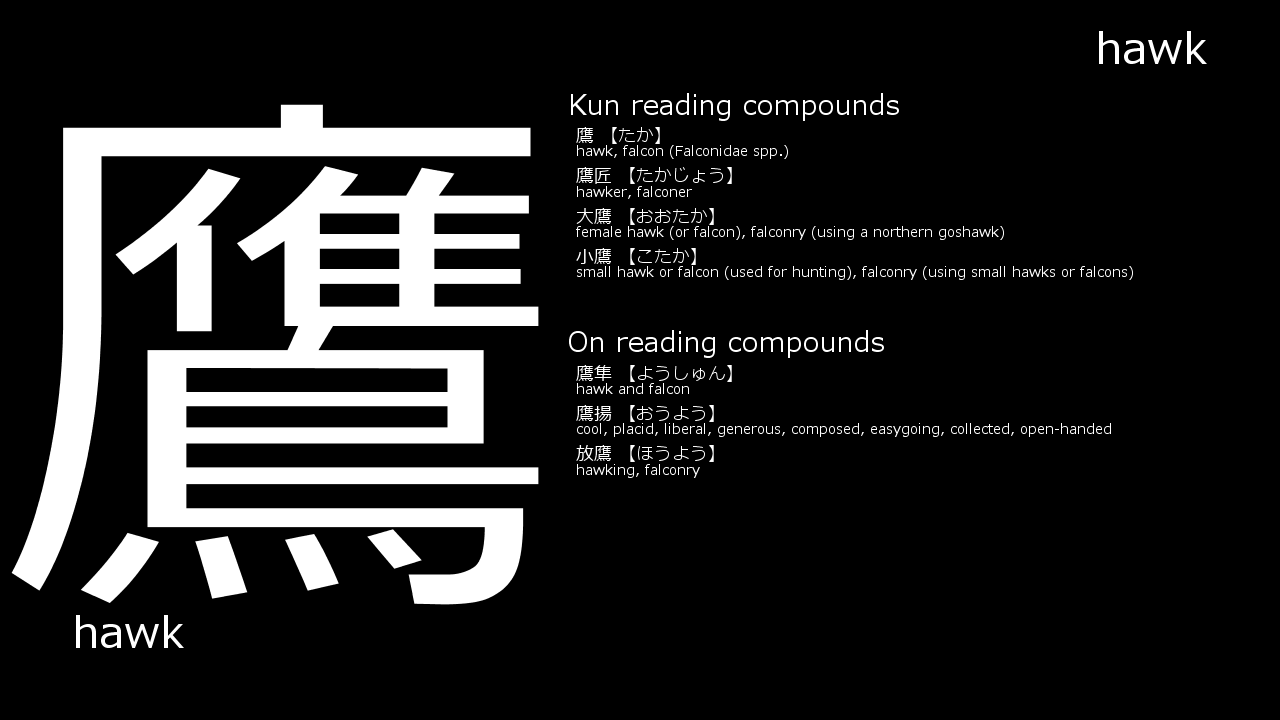 hawk
鷹
hawk
Kun reading compounds
鷹 【たか】
hawk, falcon (Falconidae spp.)
鷹匠 【たかじょう】
hawker, falconer
大鷹 【おおたか】
female hawk (or falcon), falconry (using a northern goshawk)
小鷹 【こたか】
small hawk or falcon (used for hunting), falconry (using small hawks or falcons)
On reading compounds
鷹隼 【ようしゅん】
hawk and falcon
鷹揚 【おうよう】
cool, placid, liberal, generous, composed, easygoing, collected, open-handed
放鷹 【ほうよう】
hawking, falconry